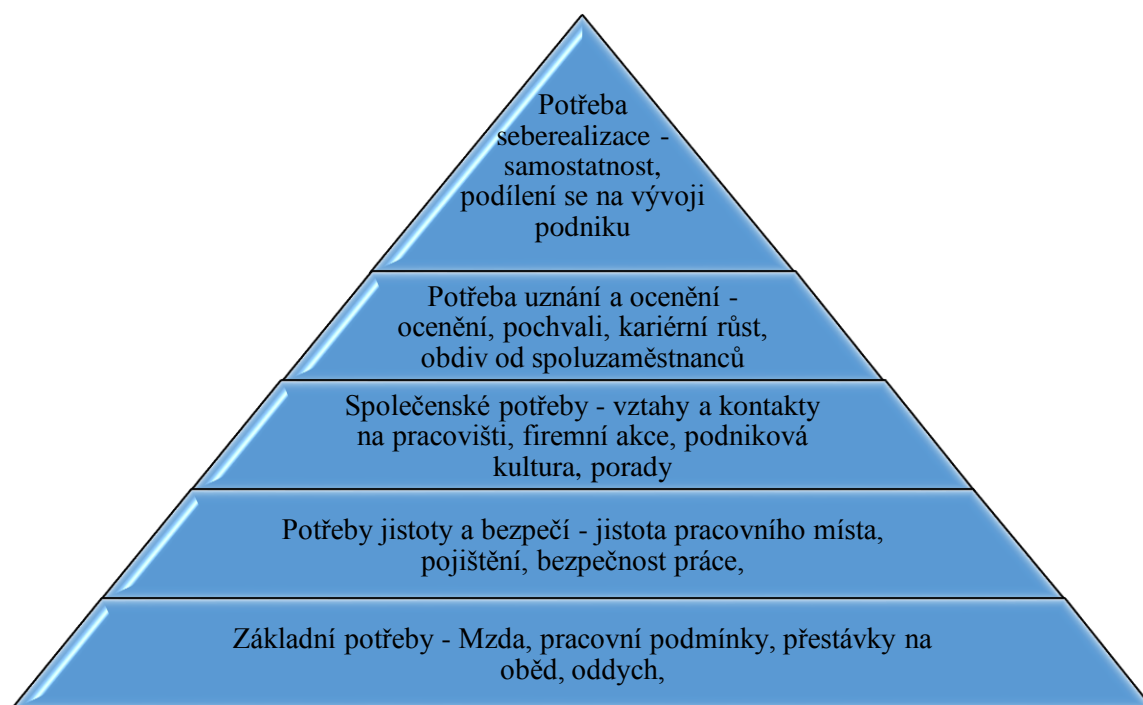 Potřeba
seberealizace -
samostatnost,
podílení se na vývoji
podniku
Potřeba uznání a ocenění -
ocenění, pochvali, kariérní růst,
obdiv od spoluzaměstnanců
Společenské potřeby - vztahy a kontakty
na pracovišti, firemní akce, podniková
kultura, porady
Potřeby jistoty a bezpečí - jistota pracovního místa,
pojištění, bezpečnost práce,
Základní potřeby - Mzda, pracovní podmínky, přestávky na
oběd, oddych,